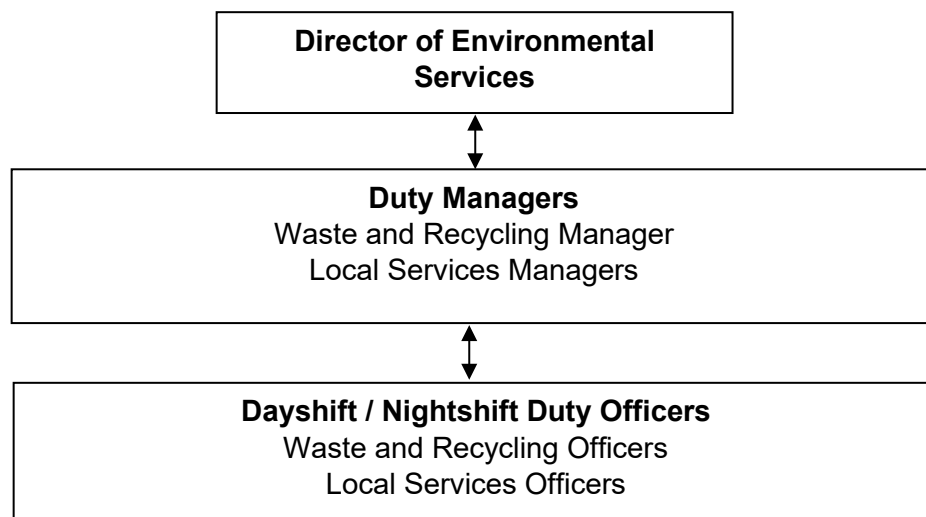 Director of Environmental
Services
Duty Managers
Waste and Recycling Manager
Local Services Managers
Dayshift / Nightshift Duty Officers
Waste and Recycling Officers
Local Services Officers